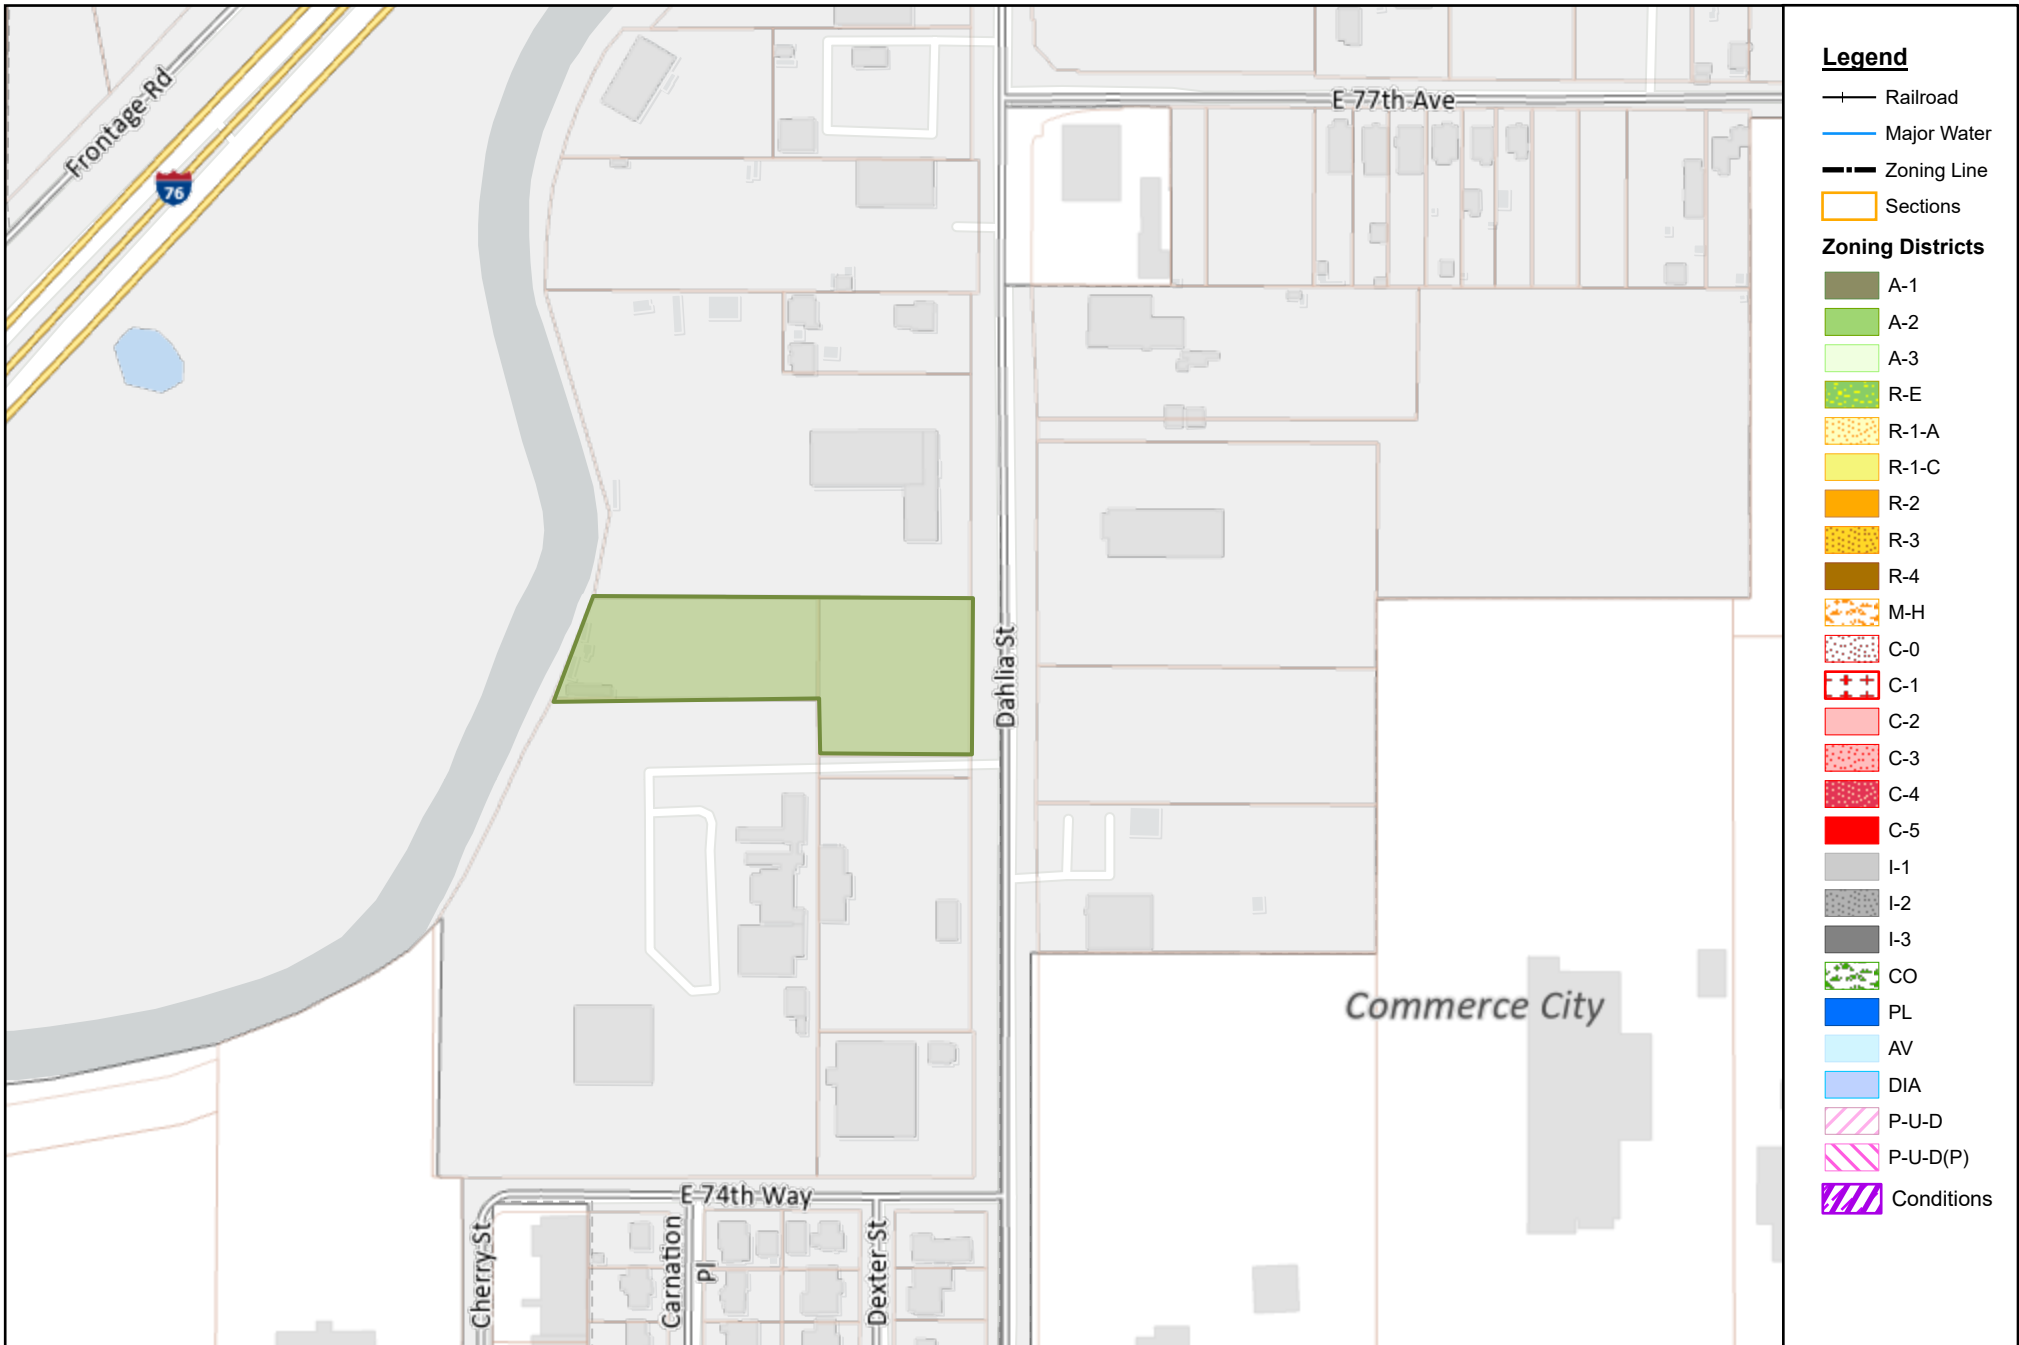 Frontage Rd
76
E 77th Ave
Dahlia St
Commerce City
E 74th Way
Cherry St
Carnation
Pl
Dexter St
Legend
Railroad
Major Water
Zoning Line
Sections
Zoning Districts
A-1
A-2
A-3
R-E
R-1-A
R-1-C
R-2
R-3
R-4
M-H
C-0
C-1
C-2
C-3
C-4
C-5
I-1
I-2
I-3
CO
PL
AV
DIA
P-U-D
P-U-D(P)
Conditions